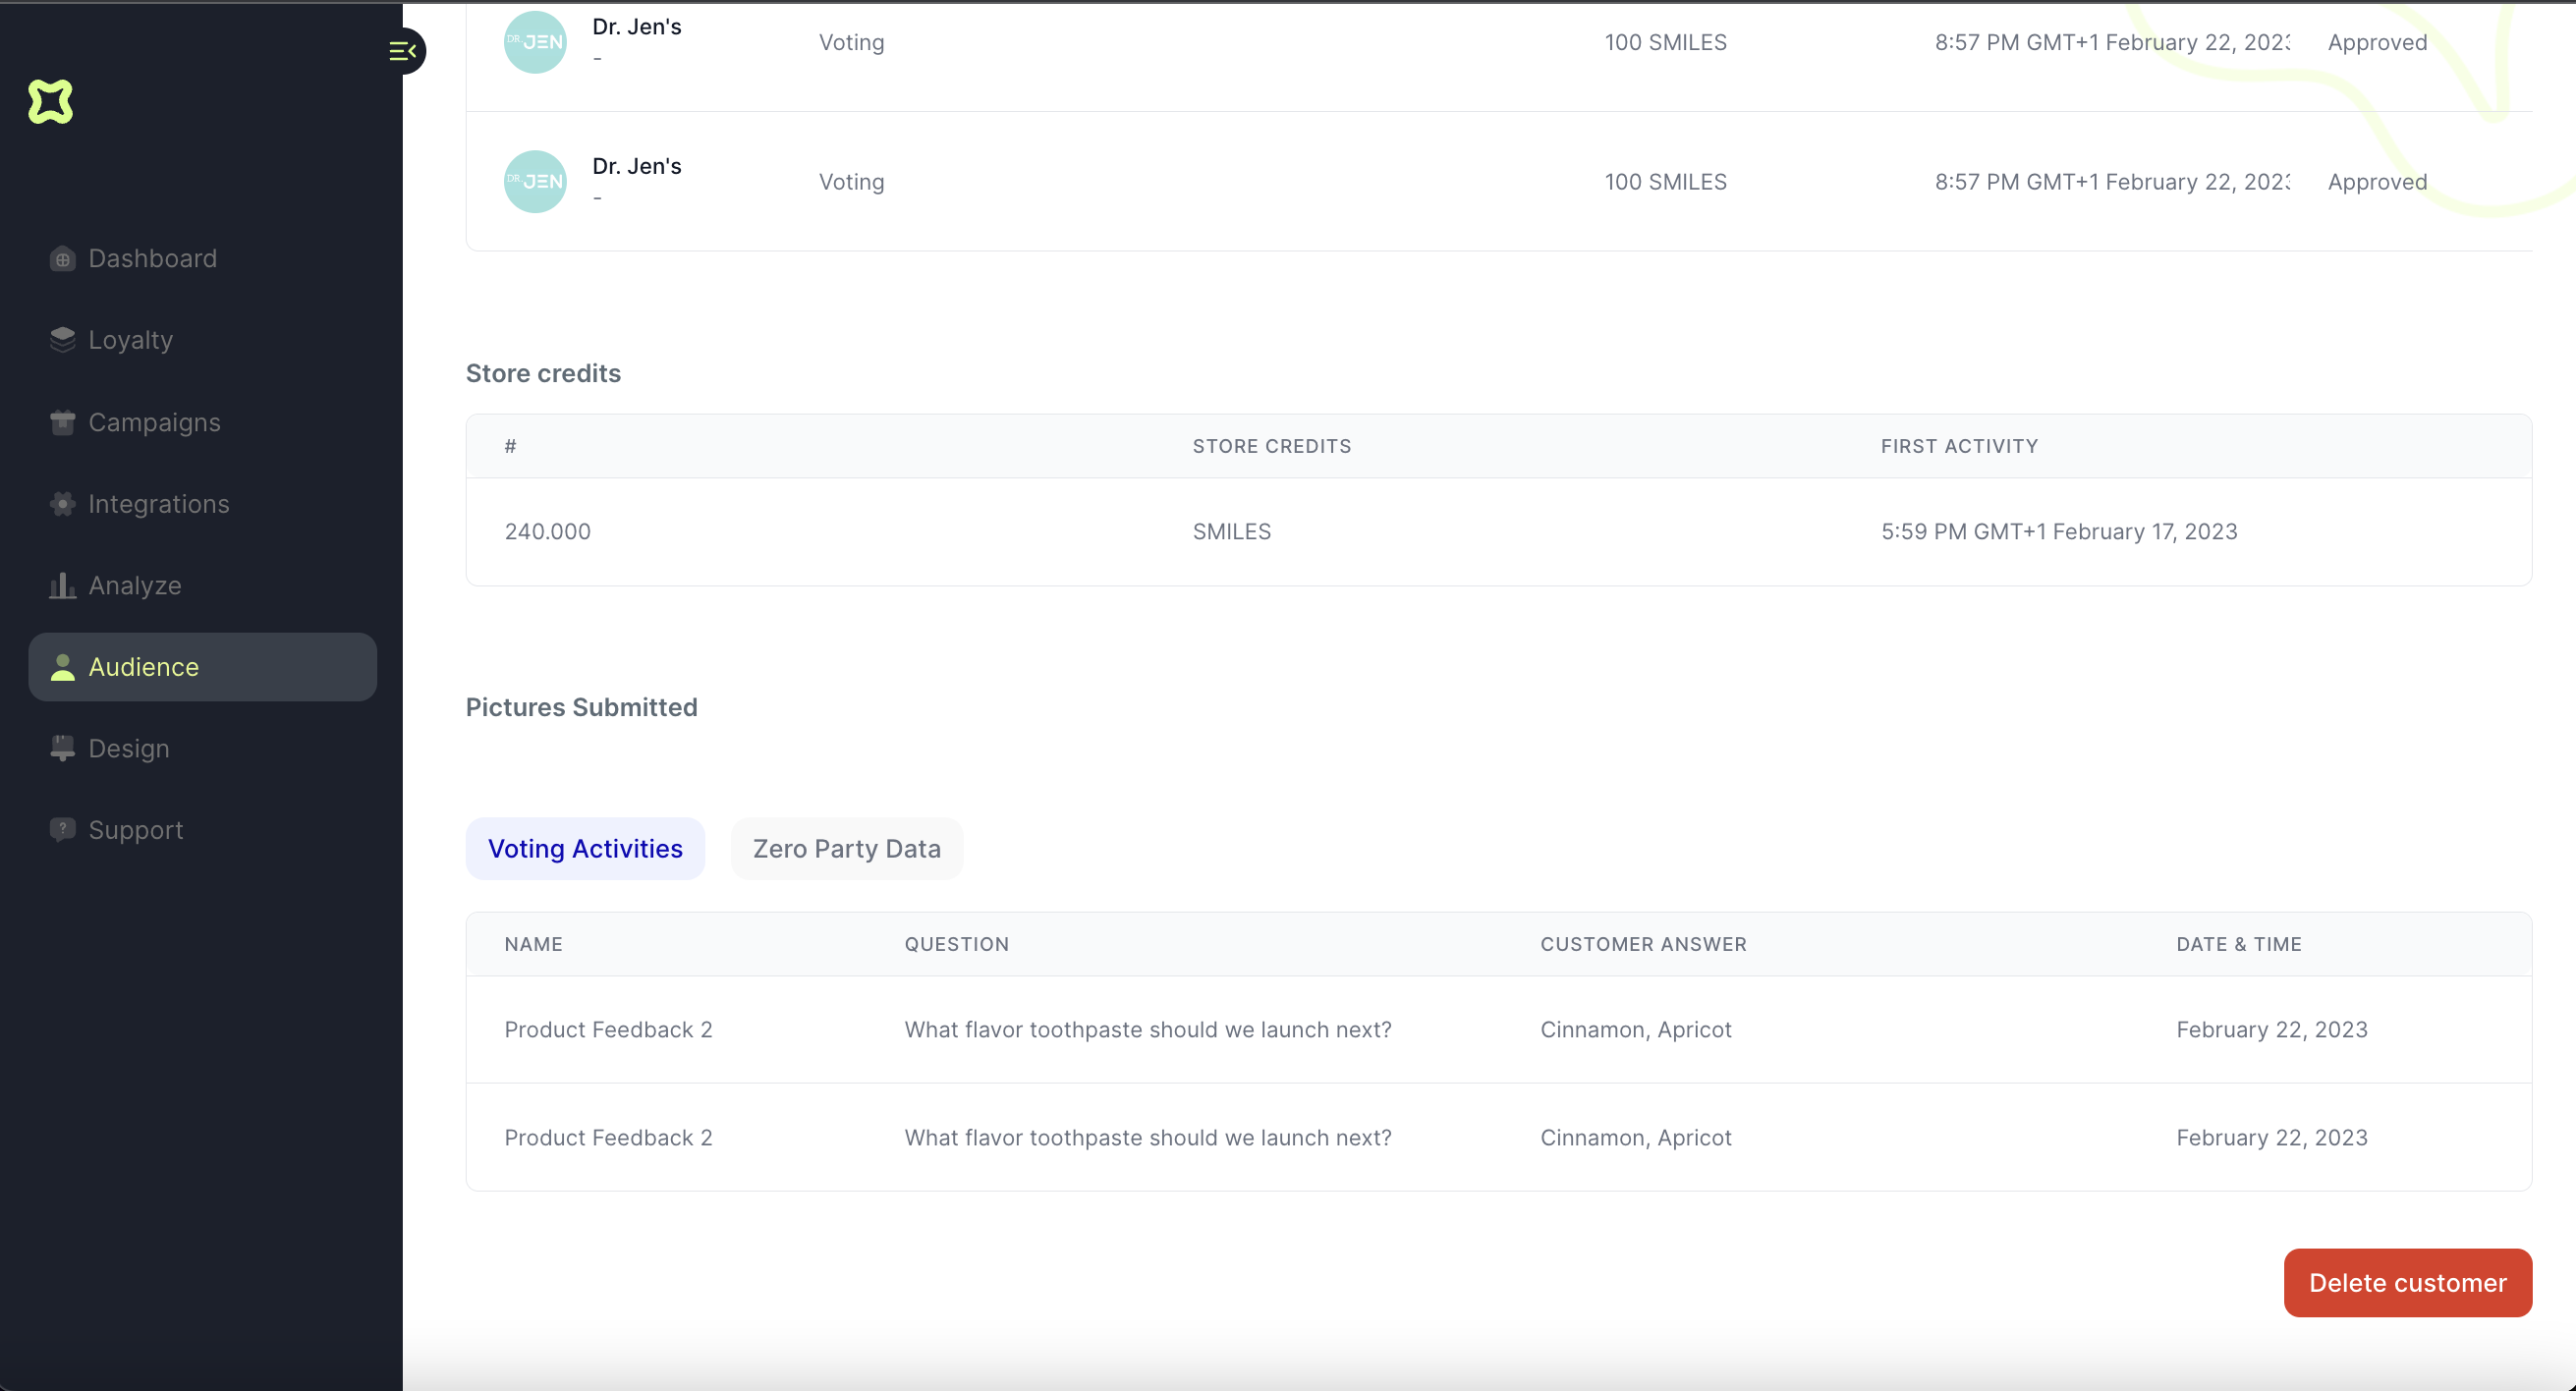 Dashboard
Loyalty
Campaigns
Integrations
Analyze
Audience
Design
Support
DR. JEN Dr. Jen's Voting 100 SMILES 8:57 PM GMT+1 February 22, 2023 Approved
-
DR. JEN Dr. Jen's Voting 100 SMILES 8:57 PM GMT+1 February 22, 2023 Approved
-
Store credits
# STORE CREDITS FIRST ACTIVITY
240.000 SMILES 5:59 PM GMT+1 February 17, 2023
Pictures Submitted
Voting Activities Zero Party Data
NAME QUESTION CUSTOMER ANSWER DATE & TIME
Product Feedback 2 What flavor toothpaste should we launch next? Cinnamon, Apricot February 22, 2023
Product Feedback 2 What flavor toothpaste should we launch next? Cinnamon, Apricot February 22, 2023
Delete customer